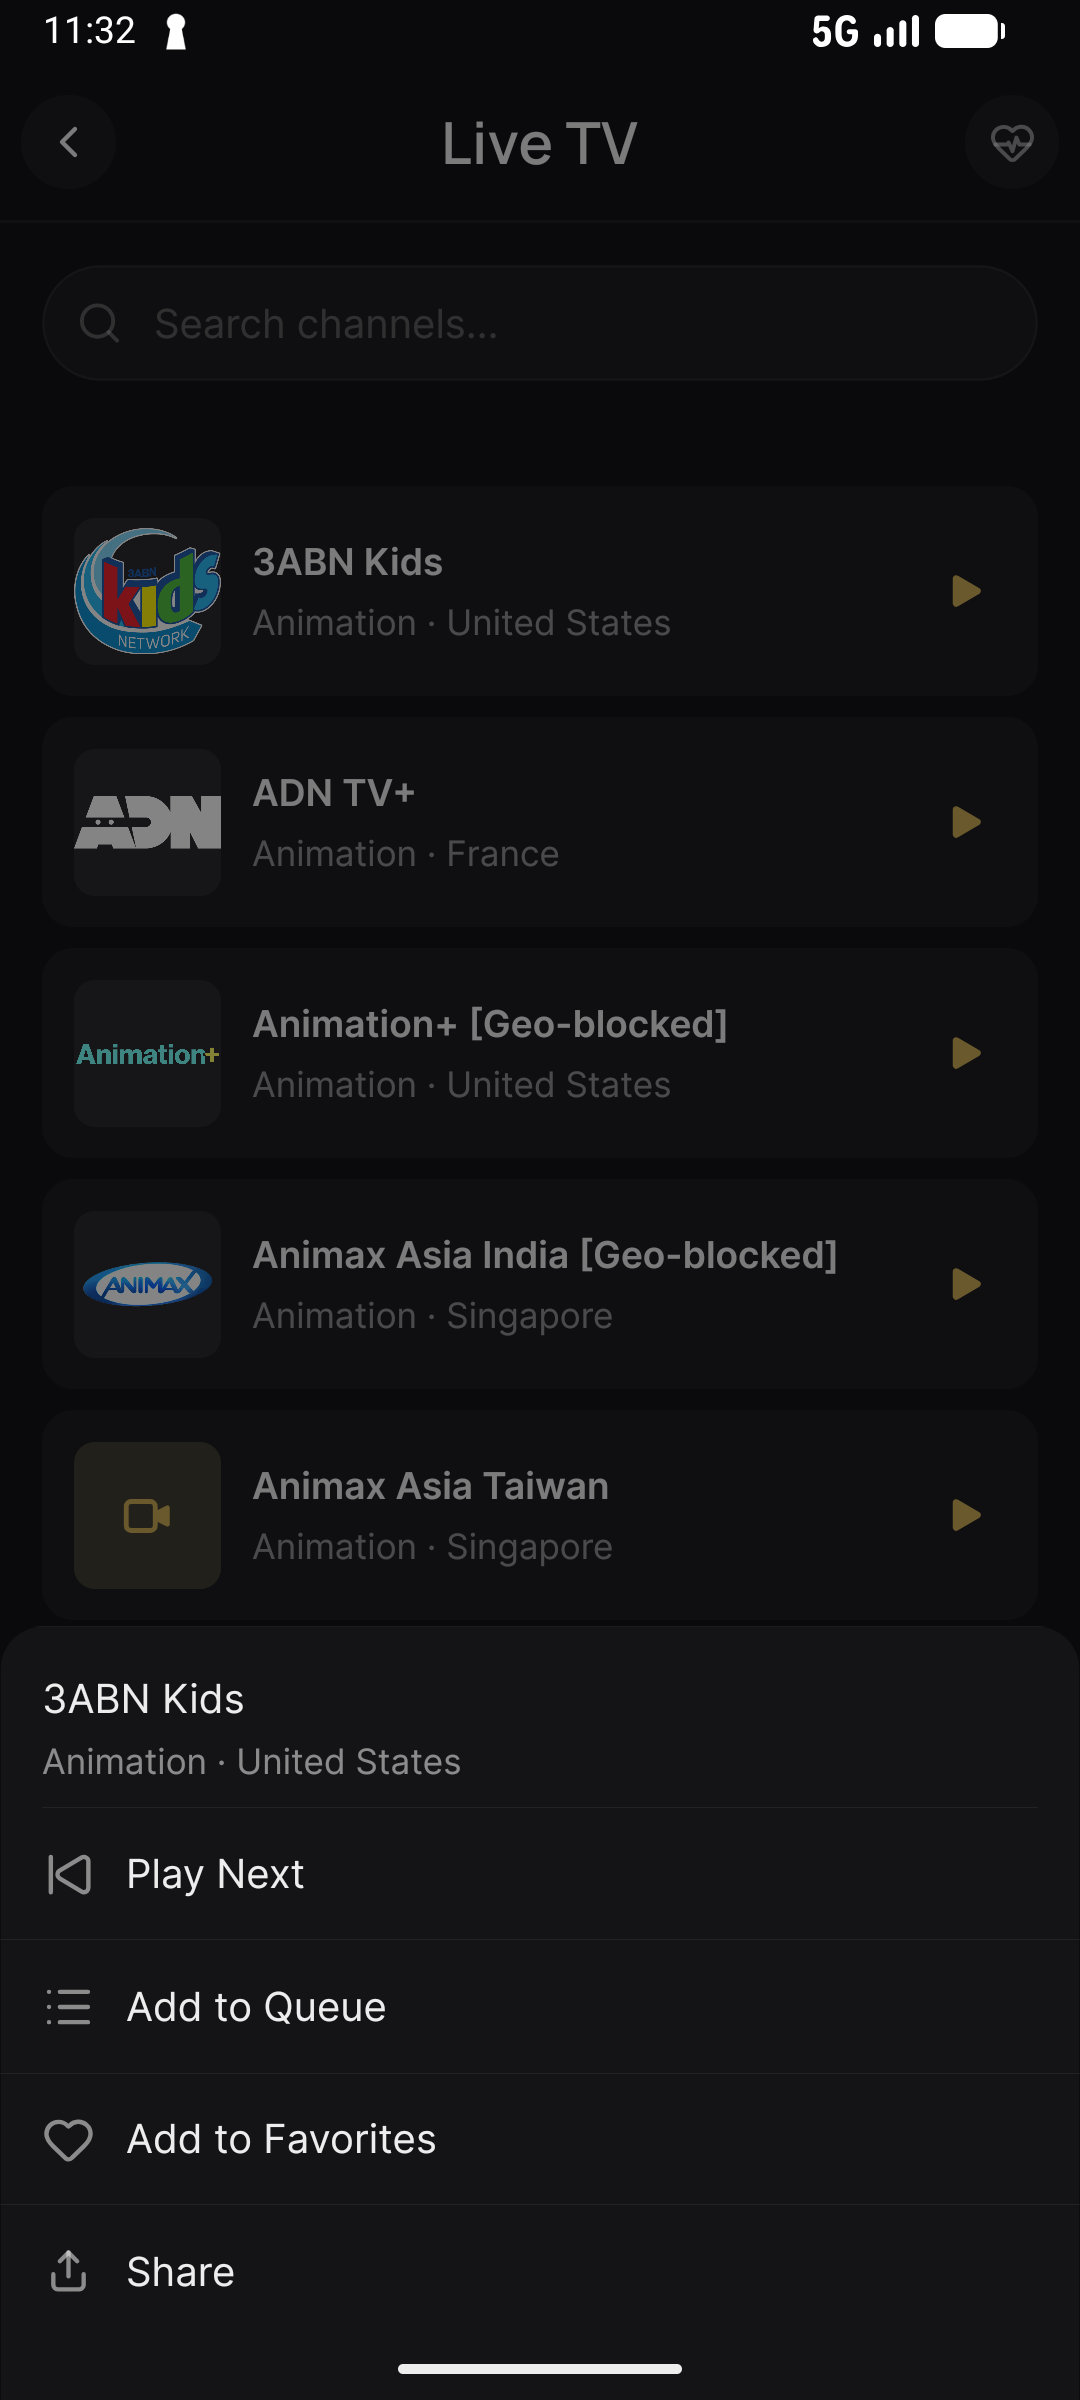 11:32
5G
Live TV
Search channels...
3ABN
kids
NETWORK
3ABN Kids
Animation · United States
ADN
ADN TV+
Animation · France
Animation+
Animation+ [Geo-blocked]
Animation · United States
ANIMAX
Animax Asia India [Geo-blocked]
Animation · Singapore
Animax Asia Taiwan
Animation · Singapore
3ABN Kids
Animation · United States
Play Next
Add to Queue
Add to Favorites
Share